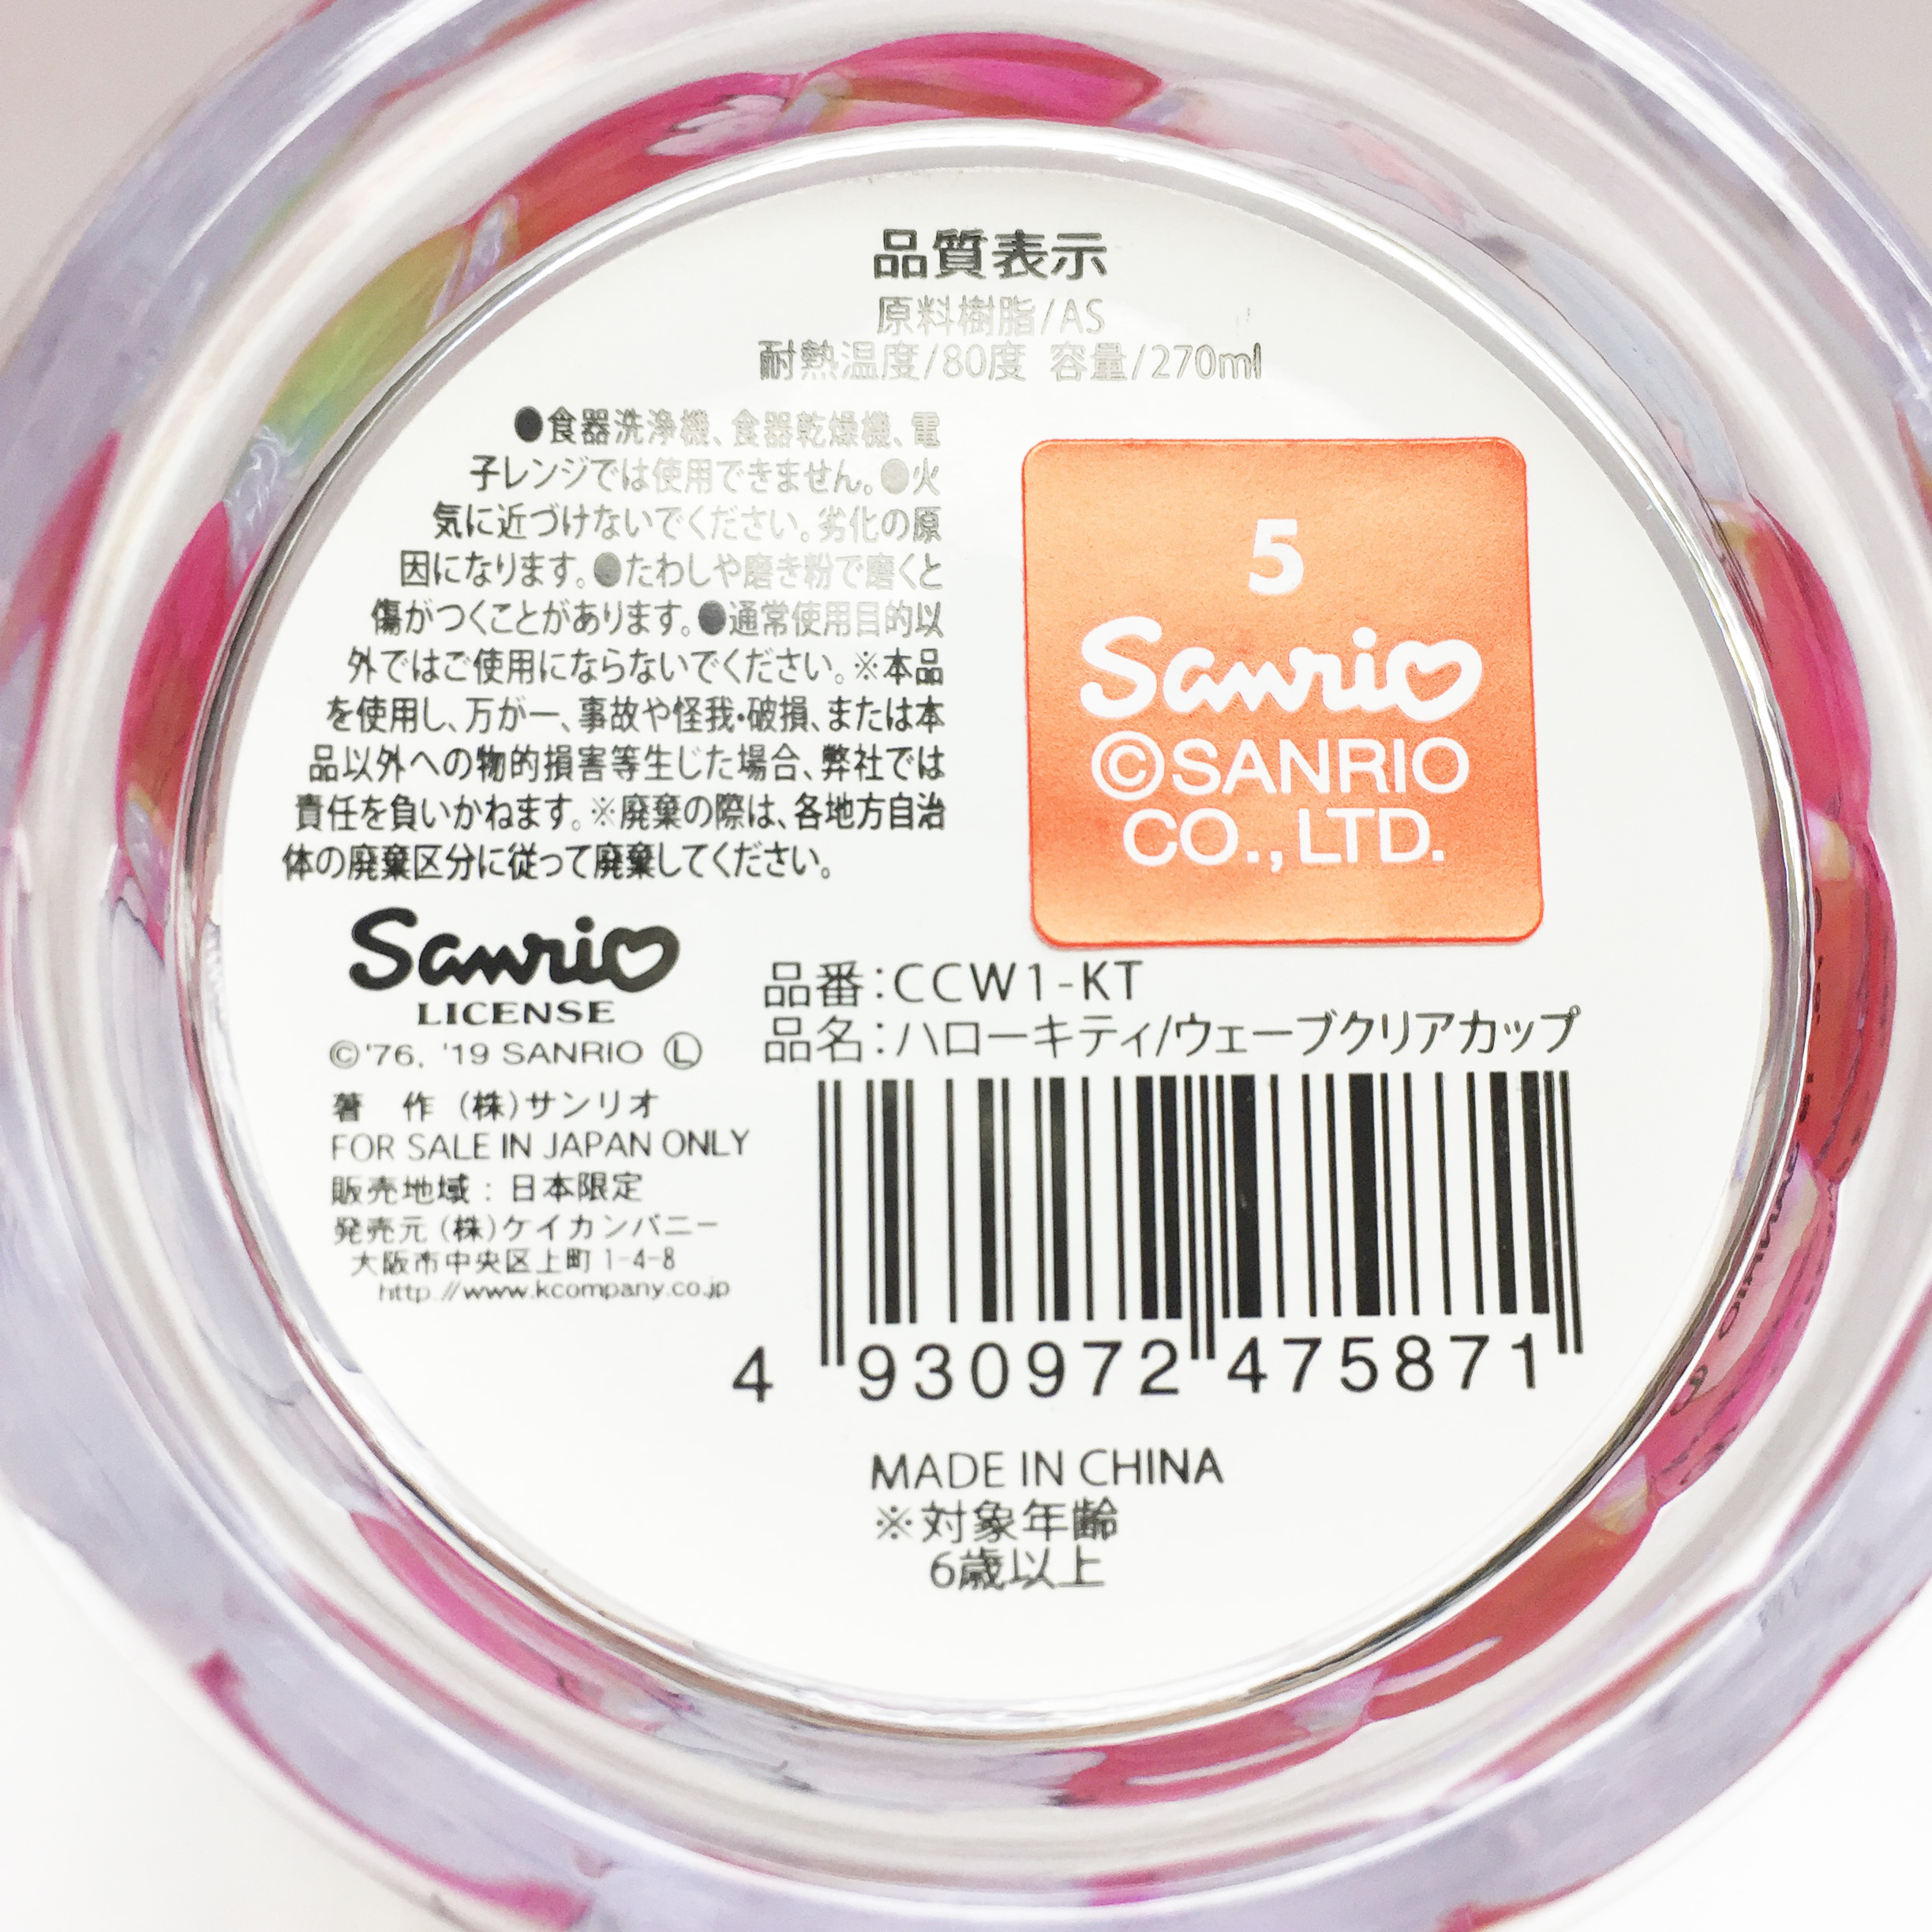 品質表示
原料樹脂/AS
耐熱温度/80度 容量/270ml
●食器洗浄機、食器乾燥機、電
子レンジでは使用できません。●火
気に近づけないでください。劣化の原
因になります。●たわしや磨き粉で磨くと
傷がつくことがあります。●通常使用目的以
外ではご使用にならないでください。※本品
を使用し、万が一、事故や怪我・破損、または本
品以外への物的損害等生じた場合、弊社では
責任を負いかねます。※廃棄の際は、各地方自治
体の廃棄区分に従って廃棄してください。
5
Sanrio
©SANRIO
CO., LTD.
Sanrio
LICENSE
©'76, '19 SANRIO Ⓛ
著 作 (株)サンリオ
FOR SALE IN JAPAN ONLY
販売地域:日本限定
発売元 (株)ケイカンパニー
大阪市中央区上町1-4-8
http://www.kcompany.co.jp
品番:CCW1-KT
品名:ハローキティ/ウェーブクリアカップ
4 930972 475871
MADE IN CHINA
※対象年齢
6歳以上